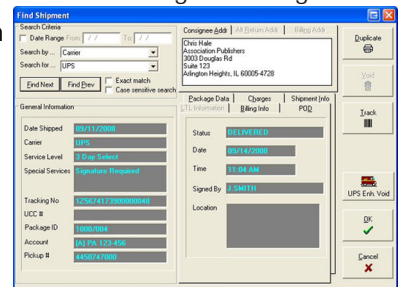 Find Shipment
Search Criteria
Date Range From / / To: / /
Search by ... Carrier
Search for ... UPS
Find Next Find Prev Exact match
Case sensitive search
Consignee Addr Alt Return Addr Billing Addr
Chris Hale
Association Publishers
3003 Douglas Rd
Suite 123
Arlington Heights, IL 60005-4728
General Information
Date Shipped 09/11/2008
Carrier UPS
Service Level 3 Day Select
Special Services Signature Required
Tracking No 1Z5674173900000040
UCC #
Package ID 1000/004
Account (A) PA 123-456
Pickup # 4450747000
Package Data Charges Shipment Info
LTL Information Billing Info POD
Status DELIVERED
Date 09/14/2008
Time 11:04 AM
Signed By J.SMITH
Location
Duplicate
Void
Track
UPS Enh. Void
OK
Cancel